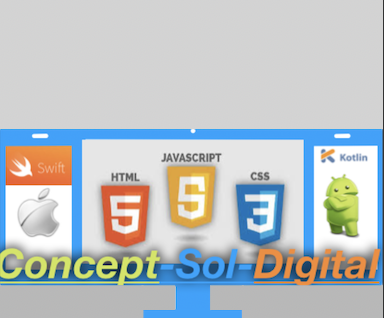 Swift
JAVASCRIPT
HTML
5
5
CSS
3
Kotlin
Concept-Sol-Digital